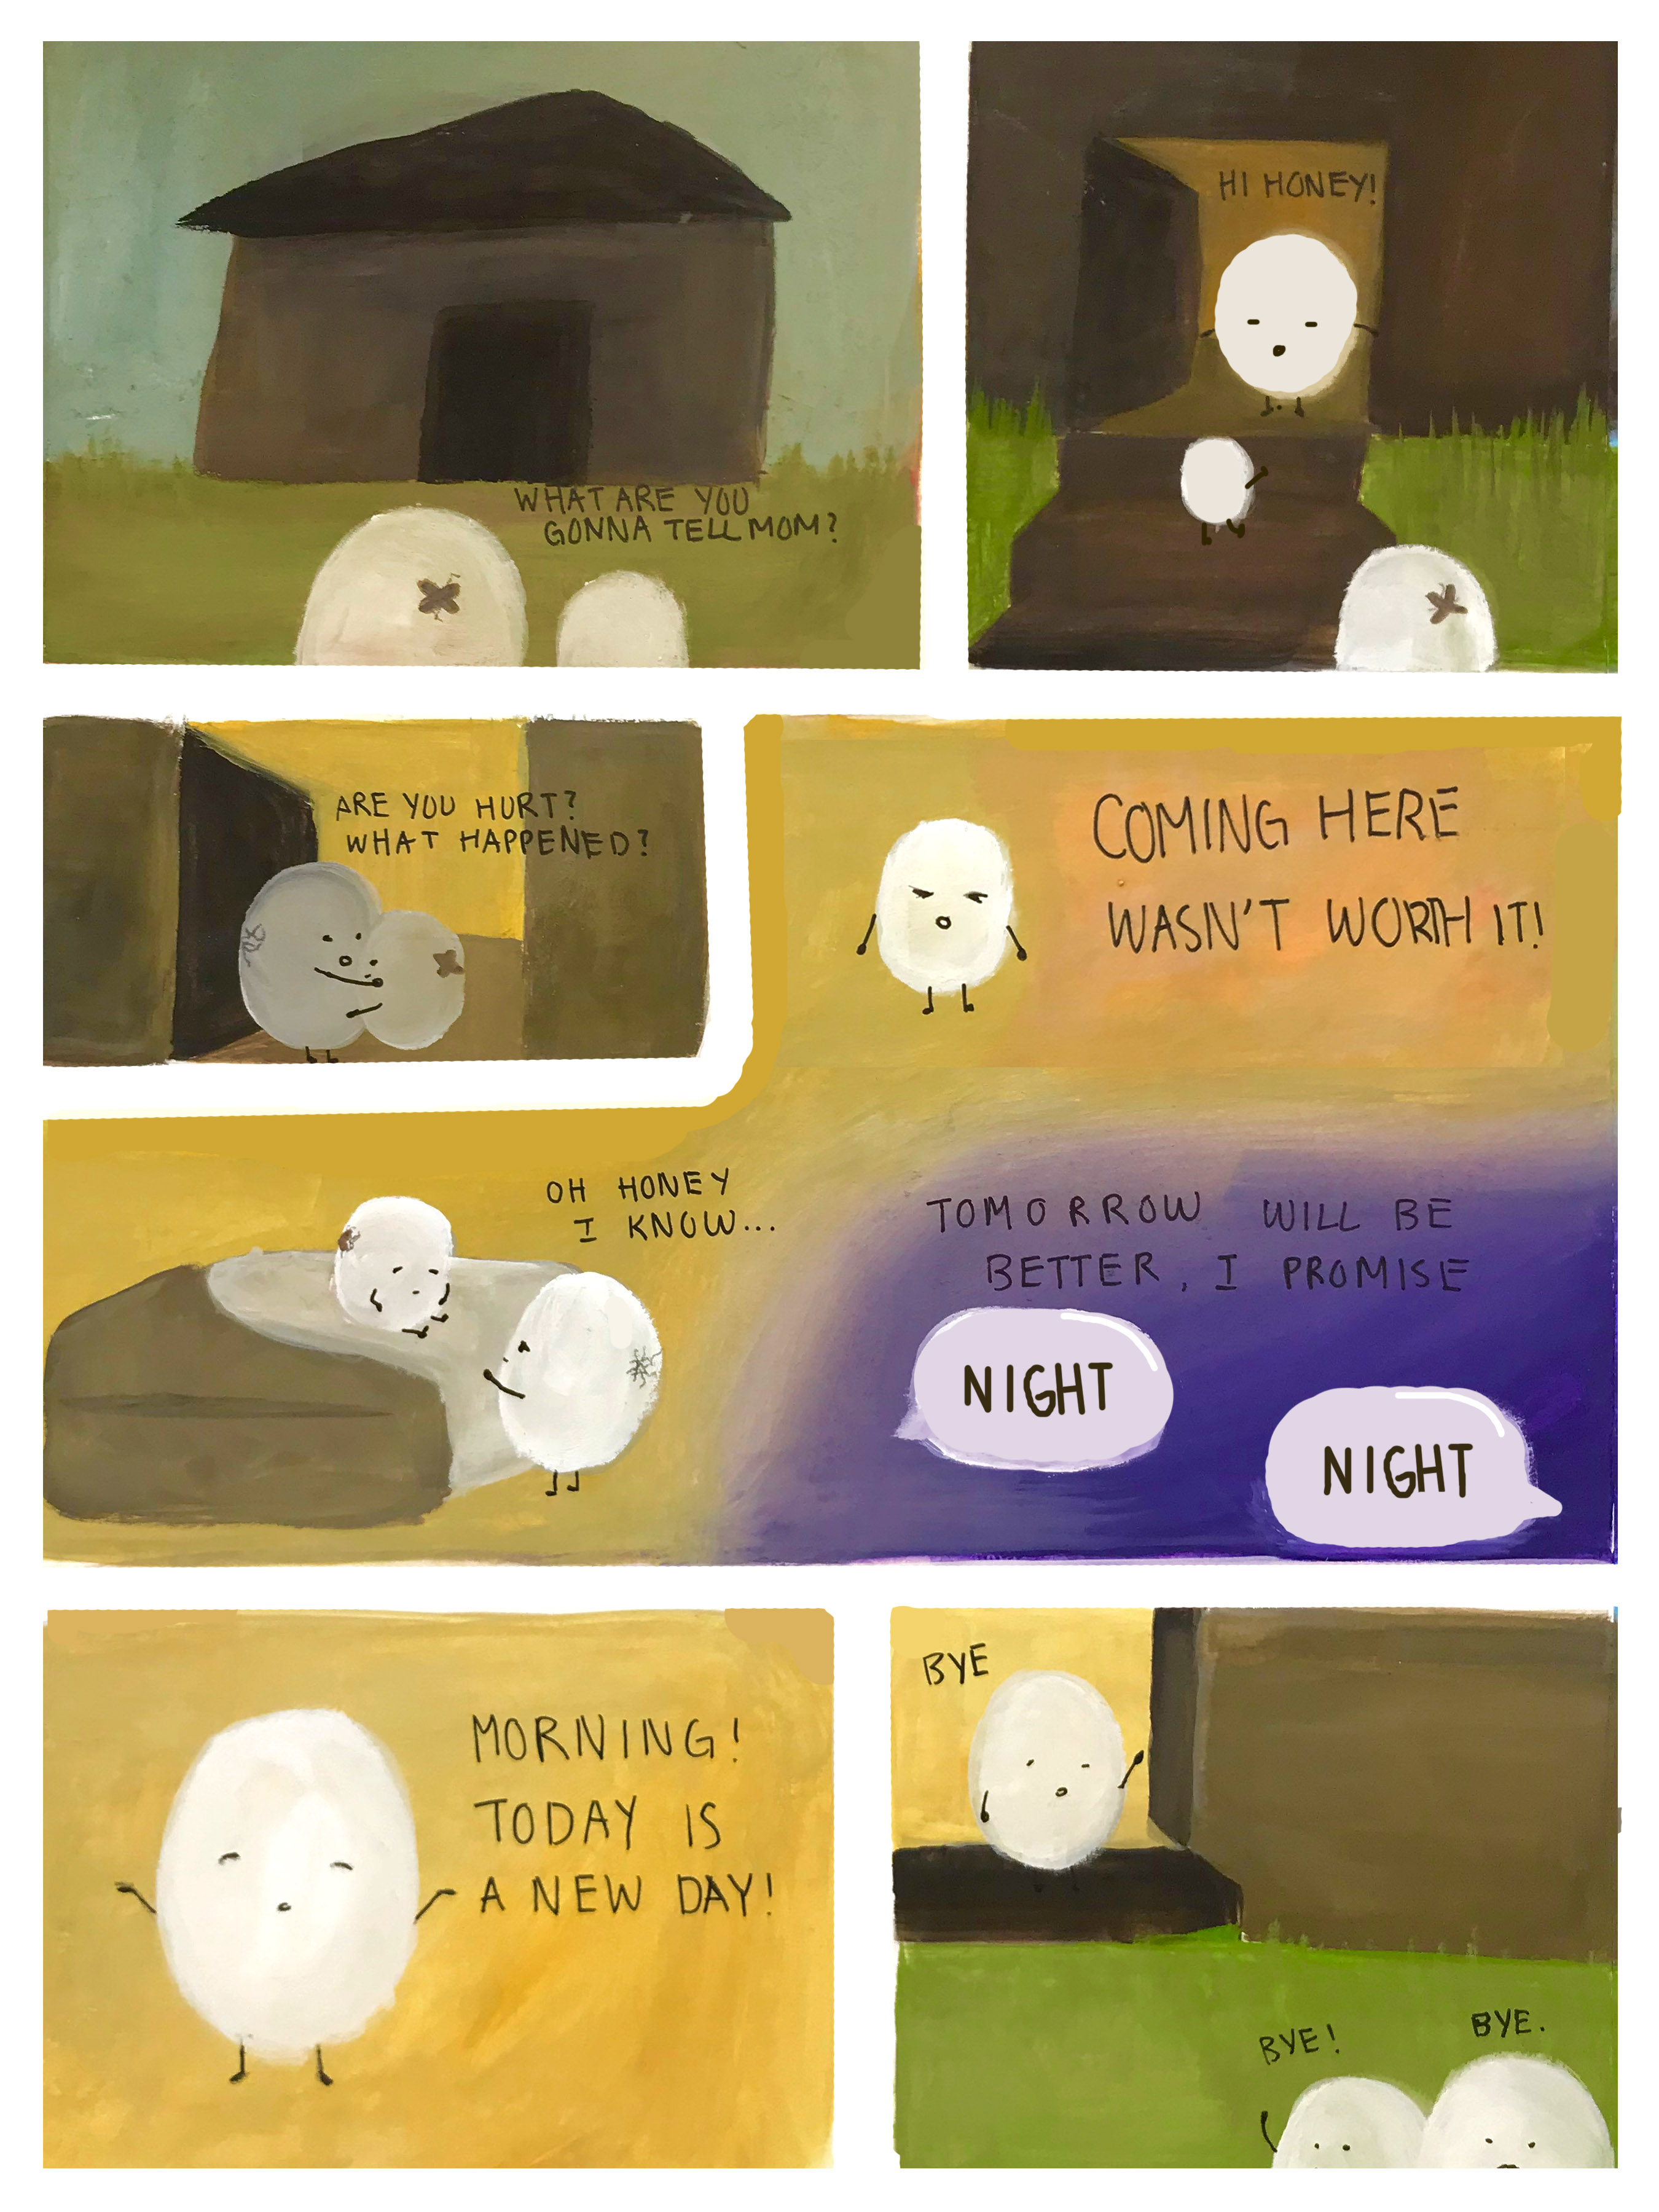 WHAT ARE YOU
GONNA TELL MOM?
HI HONEY!
ARE YOU HURT?
WHAT HAPPENED?
COMING HERE
WASN'T WORTH IT!
OH HONEY
I KNOW...
TOMORROW WILL BE
BETTER, I PROMISE
NIGHT
NIGHT
MORNING!
TODAY IS
A NEW DAY!
BYE
BYE!
BYE.